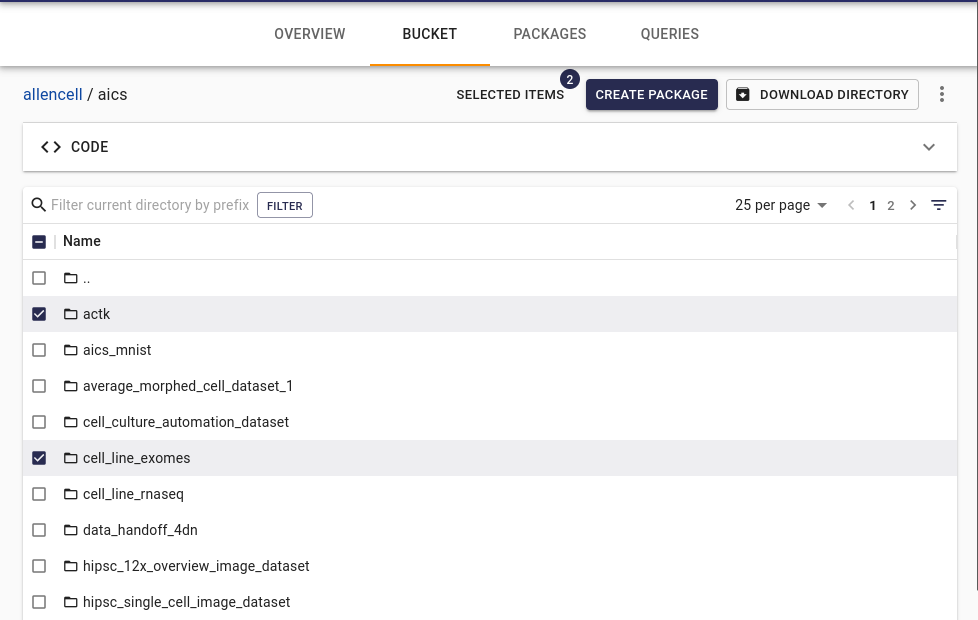 OVERVIEW BUCKET PACKAGES QUERIES
allencell / aics SELECTED ITEMS 2 CREATE PACKAGE DOWNLOAD DIRECTORY
CODE
Filter current directory by prefix FILTER 25 per page 1 2
Name
..
actk
aics_mnist
average_morphed_cell_dataset_1
cell_culture_automation_dataset
cell_line_exomes
cell_line_rnaseq
data_handoff_4dn
hipsc_12x_overview_image_dataset
hipsc_single_cell_image_dataset